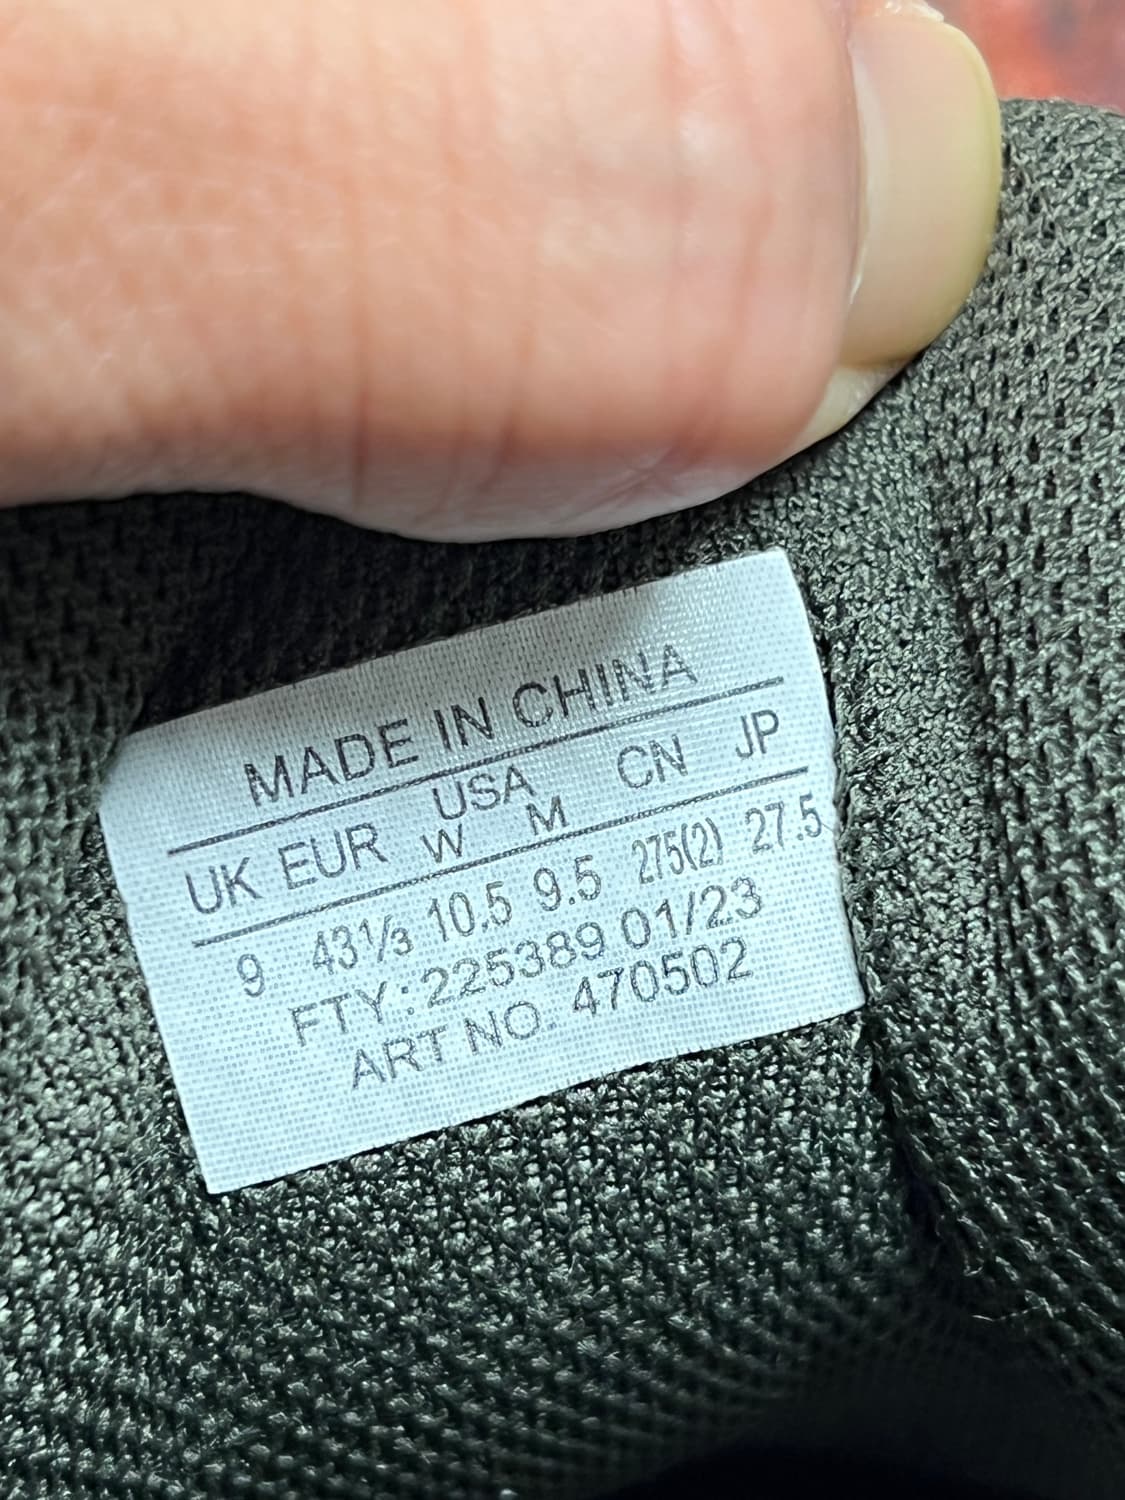 MADE IN CHINA
UK EUR USA CN JP
W M
9 43⅓ 10.5 9.5 275(2) 27.5
FTY: 225389 01/23
ART NO. 470502